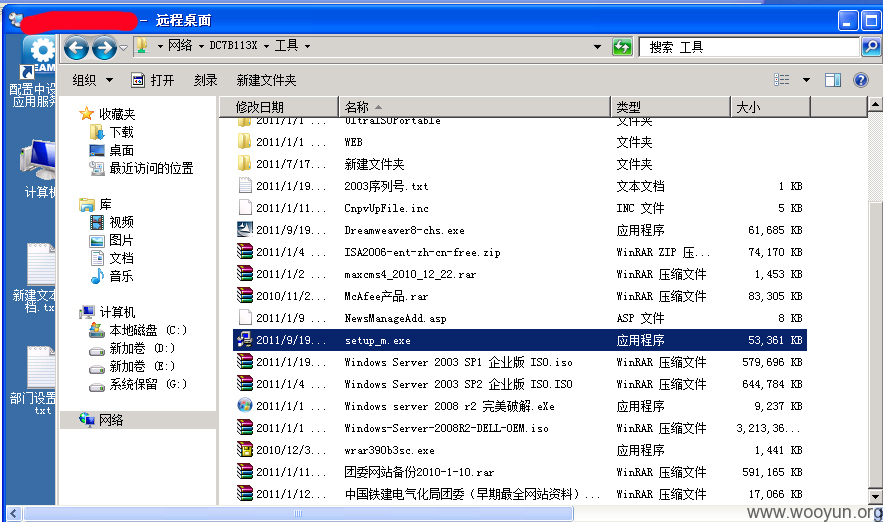 - 远程桌面
网络 DC7B113X 工具
搜索 工具
组织 打开 刻录 新建文件夹
配置中设
应用服务
计算机
新建文本
档.tx
部门设置
txt
收藏夹
下载
桌面
最近访问的位置
库
视频
图片
文档
音乐
计算机
本地磁盘 (C:)
新加卷 (D:)
新加卷 (E:)
系统保留 (G:)
网络
修改日期 名称 类型 大小
2011/1/1 ... UltraISOPortable 文件夹
2011/1/1 ... WEB 文件夹
2011/7/17... 新建文件夹 文件夹
2011/1/19... 2003序列号.txt 文本文档 1 KB
2011/1/11... CnpvUpFile.inc INC 文件 5 KB
2011/9/19... Dreamweaver8-chs.exe 应用程序 61,685 KB
2011/1/4 ... ISA2006-ent-zh-cn-free.zip WinRAR ZIP 压... 74,170 KB
2011/1/2 ... maxcms4_2010_12_22.rar WinRAR 压缩文件 1,453 KB
2010/11/2... McAfee产品.rar WinRAR 压缩文件 83,305 KB
2011/1/9 ... NewsManageAdd.asp ASP 文件 8 KB
2011/9/19... setup_m.exe 应用程序 53,361 KB
2011/1/19... Windows Server 2003 SP1 企业版 ISO.iso WinRAR 压缩文件 579,696 KB
2011/1/4 ... Windows Server 2003 SP2 企业版 ISO.ISO WinRAR 压缩文件 644,784 KB
2011/1/1 ... Windows server 2008 r2 完美破解.eXe 应用程序 9,237 KB
2011/1/1 ... Windows-Server-2008R2-DELL-OEM.iso WinRAR 压缩文件 3,213,36...
2010/12/3... wrar390b3sc.exe 应用程序 1,441 KB
2011/1/11... 团委网站备份2010-1-10.rar WinRAR 压缩文件 591,165 KB
2011/1/12... 中国铁建电气化局团委（早期最全网站资料）... WinRAR 压缩文件 17,066 KB
www.wooyun.org